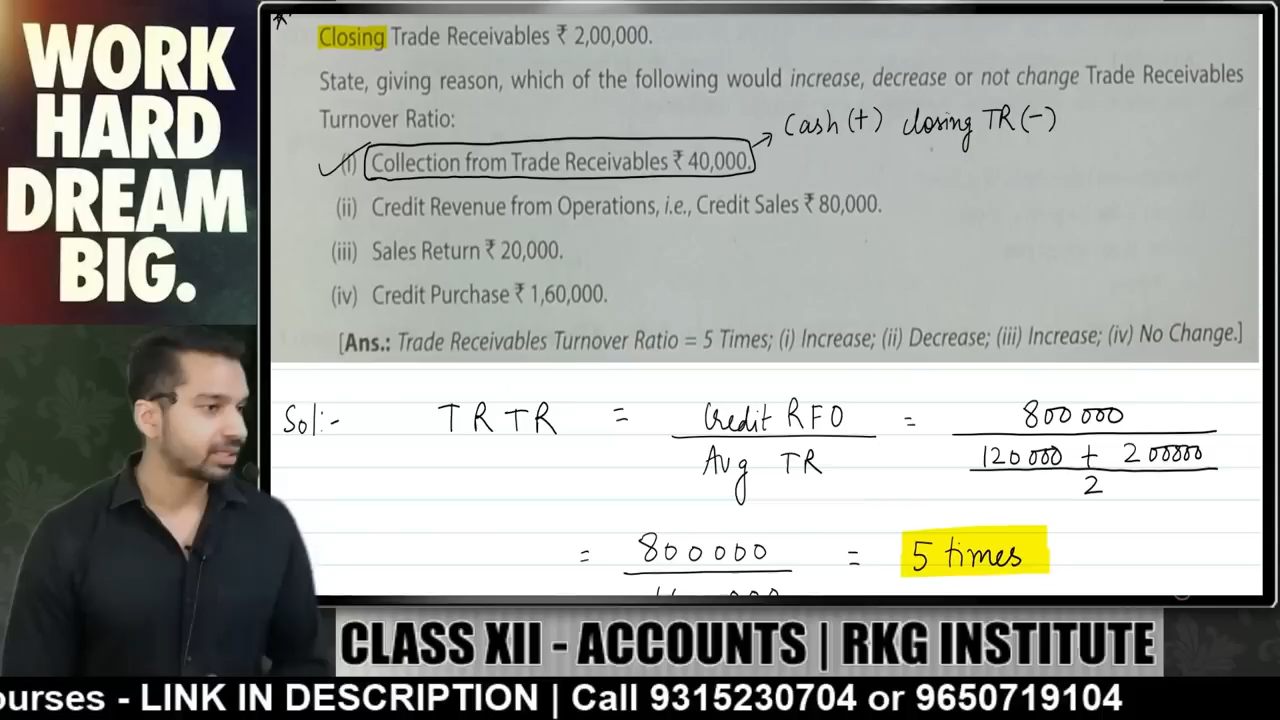 WORK
HARD
DREAM
BIG.
Closing Trade Receivables ₹ 2,00,000.
State, giving reason, which of the following would increase, decrease or not change Trade Receivables
Turnover Ratio:
Cash (+) closing TR (-)
(i) Collection from Trade Receivables ₹ 40,000.
(ii) Credit Revenue from Operations, i.e., Credit Sales ₹ 80,000.
(iii) Sales Return ₹ 20,000.
(iv) Credit Purchase ₹ 1,60,000.
[Ans.: Trade Receivables Turnover Ratio = 5 Times; (i) Increase; (ii) Decrease; (iii) Increase; (iv) No Change.]
Sol:- TRTR = Credit RFO = 800000
Avg TR 120000 + 200000
2
= 800000 = 5 times
CLASS XII - ACCOUNTS | RKG INSTITUTE
ourses - LINK IN DESCRIPTION | Call 9315230704 or 9650719104